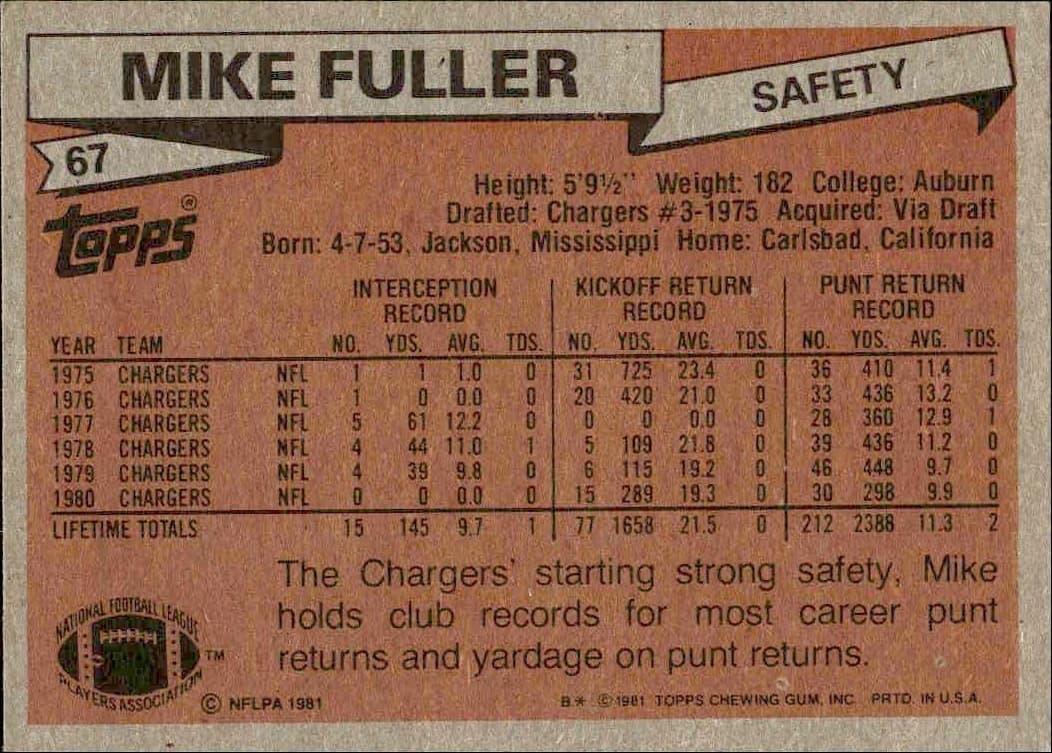 MIKE FULLER
SAFETY
67
Topps®
Height: 5'9½" Weight: 182 College: Auburn
Drafted: Chargers #3-1975 Acquired: Via Draft
Born: 4-7-53, Jackson, Mississippi Home: Carlsbad, California
INTERCEPTION RECORD KICKOFF RETURN RECORD PUNT RETURN RECORD
YEAR TEAM NO. YDS. AVG. TDS. NO. YDS. AVG. TDS. NO. YDS. AVG. TDS.
1975 CHARGERS NFL 1 1 1.0 0 31 725 23.4 0 36 410 11.4 1
1976 CHARGERS NFL 1 0 0.0 0 20 420 21.0 0 33 436 13.2 0
1977 CHARGERS NFL 5 61 12.2 0 0 0 0.0 0 28 360 12.9 1
1978 CHARGERS NFL 4 44 11.0 1 5 109 21.8 0 39 436 11.2 0
1979 CHARGERS NFL 4 39 9.8 0 6 115 19.2 0 46 448 9.7 0
1980 CHARGERS NFL 0 0 0.0 0 15 289 19.3 0 30 298 9.9 0
LIFETIME TOTALS 15 145 9.7 1 77 1658 21.5 0 212 2388 11.3 2
The Chargers' starting strong safety, Mike
holds club records for most career punt
returns and yardage on punt returns.
NATIONAL FOOTBALL LEAGUE
PLAYERS ASSOCIATION
TM
© NFLPA 1981
B* © 1981 TOPPS CHEWING GUM, INC. PRTD. IN U.S.A.